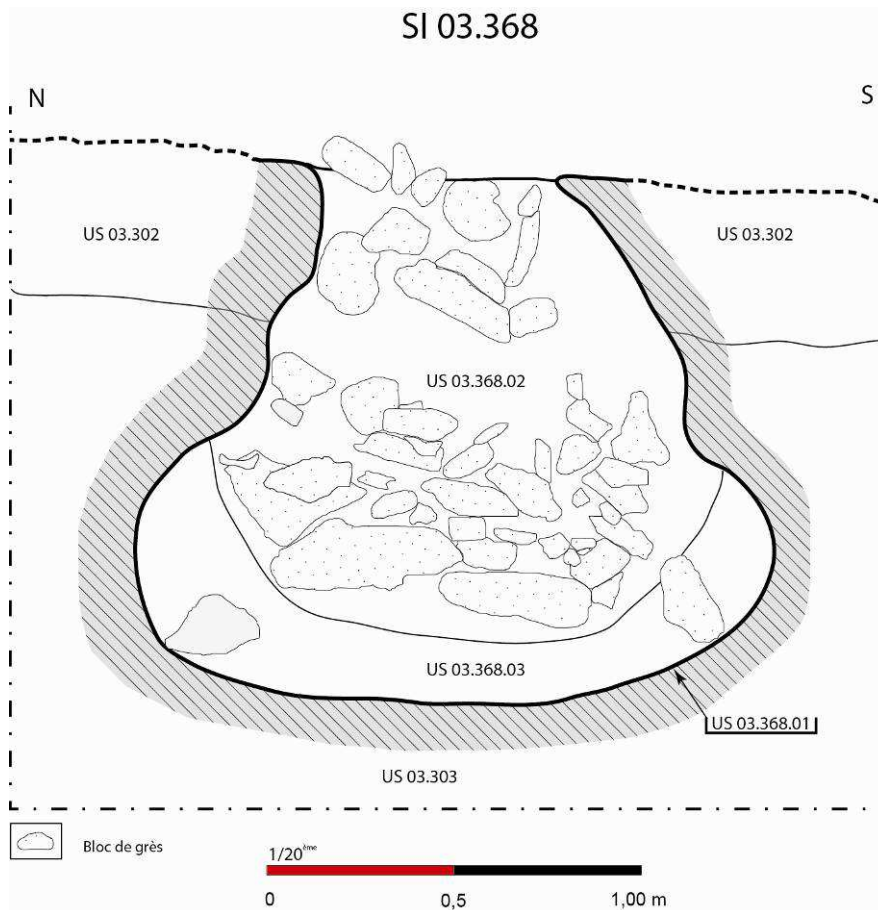 SI 03.368
N
S
US 03.302
US 03.302
US 03.368.02
US 03.368.03
US 03.368.01
US 03.303
Bloc de grès
1/20ème
0
0,5
1,00 m